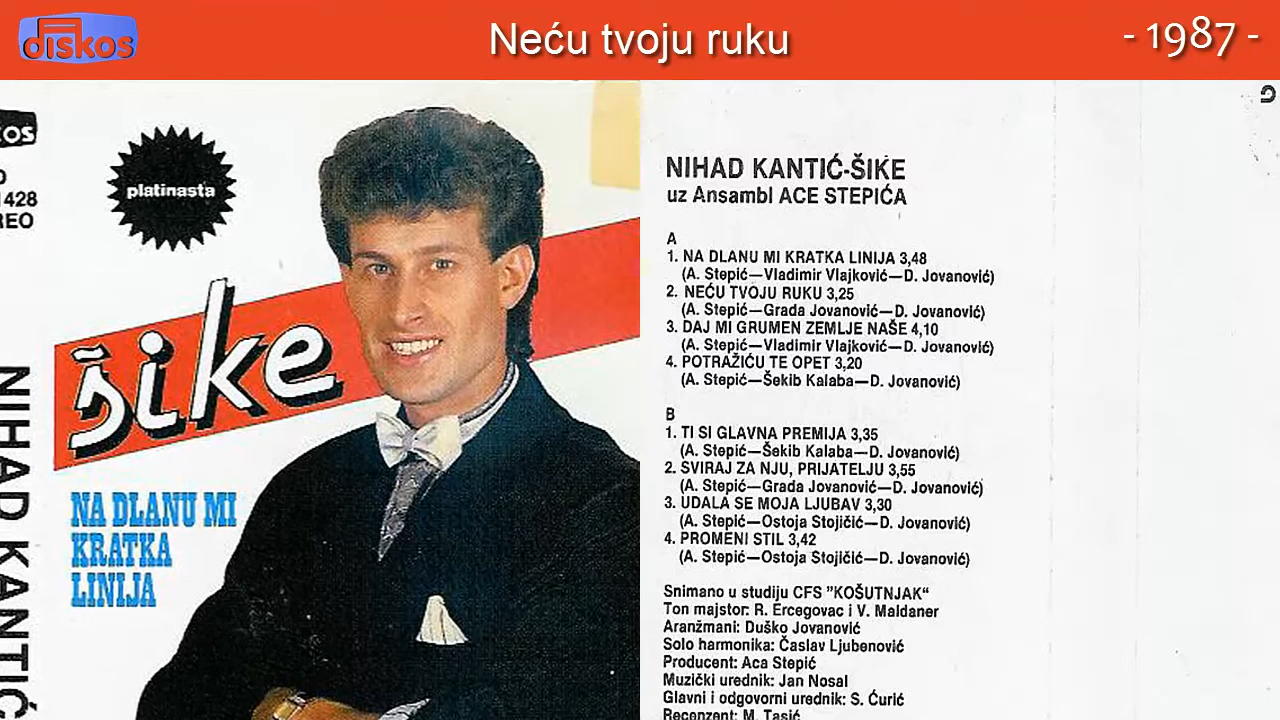 diskos
Neću tvoju ruku
- 1987 -
platinasta
1428
šike
NA DLANU MI
KRATKA
LINIJA
NIHAD KANTIĆ
NIHAD KANTIĆ-ŠIKE
uz Ansambl ACE STEPIĆA
A
1. NA DLANU MI KRATKA LINIJA 3,48
(A. Stepić—Vladimir Vlajković—D. Jovanović)
2. NEĆU TVOJU RUKU 3,25
(A. Stepić—Grada Jovanović—D. Jovanović)
3. DAJ MI GRUMEN ZEMLJE NAŠE 4,10
(A. Stepić—Vladimir Vlajković—D. Jovanović)
4. POTRAŽIĆU TE OPET 3,20
(A. Stepić—Šekib Kalaba—D. Jovanović)
B
1. TI SI GLAVNA PREMIJA 3,35
(A. Stepić—Šekib Kalaba—D. Jovanović)
2. SVIRAJ ZA NJU, PRIJATELJU 3,55
(A. Stepić—Grada Jovanović—D. Jovanović)
3. UDALA SE MOJA LJUBAV 3,30
(A. Stepić—Ostoja Stojičić—D. Jovanović)
4. PROMENI STIL 3,42
(A. Stepić—Ostoja Stojičić—D. Jovanović)
Snimano u studiju CFS "KOŠUTNJAK"
Ton majstor: R. Ercegovac i V. Maldaner
Aranžmani: Duško Jovanović
Solo harmonika: Časlav Ljubenović
Producent: Aca Stepić
Muzički urednik: Jan Nosal
Glavni i odgovorni urednik: S. Ćurić
Recenzent: M. Tasić